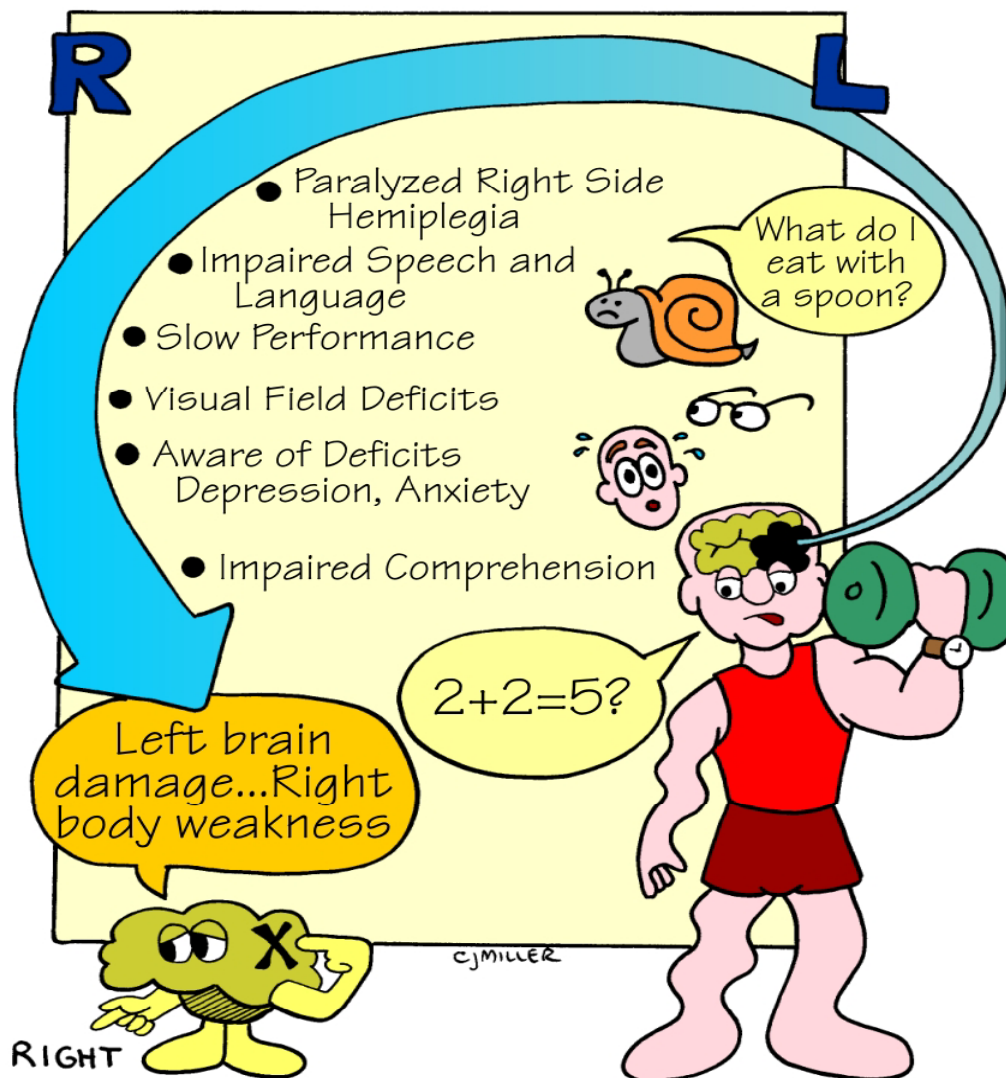 R
L
• Paralyzed Right Side
Hemiplegia
• Impaired Speech and
Language
• Slow Performance
• Visual Field Deficits
• Aware of Deficits
Depression, Anxiety
• Impaired Comprehension
What do I
eat with
a spoon?
2+2=5?
Left brain
damage...Right
body weakness
CJMILLER
RIGHT